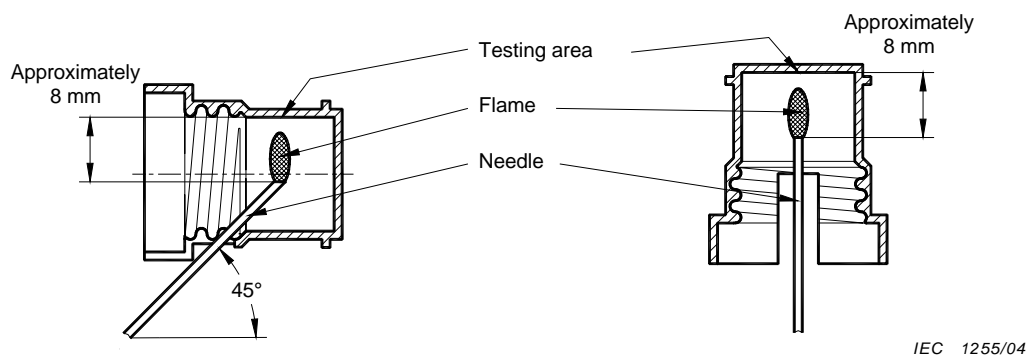 Approximately
8 mm
Testing area
Approximately
8 mm
Flame
Needle
45°
IEC 1255/04